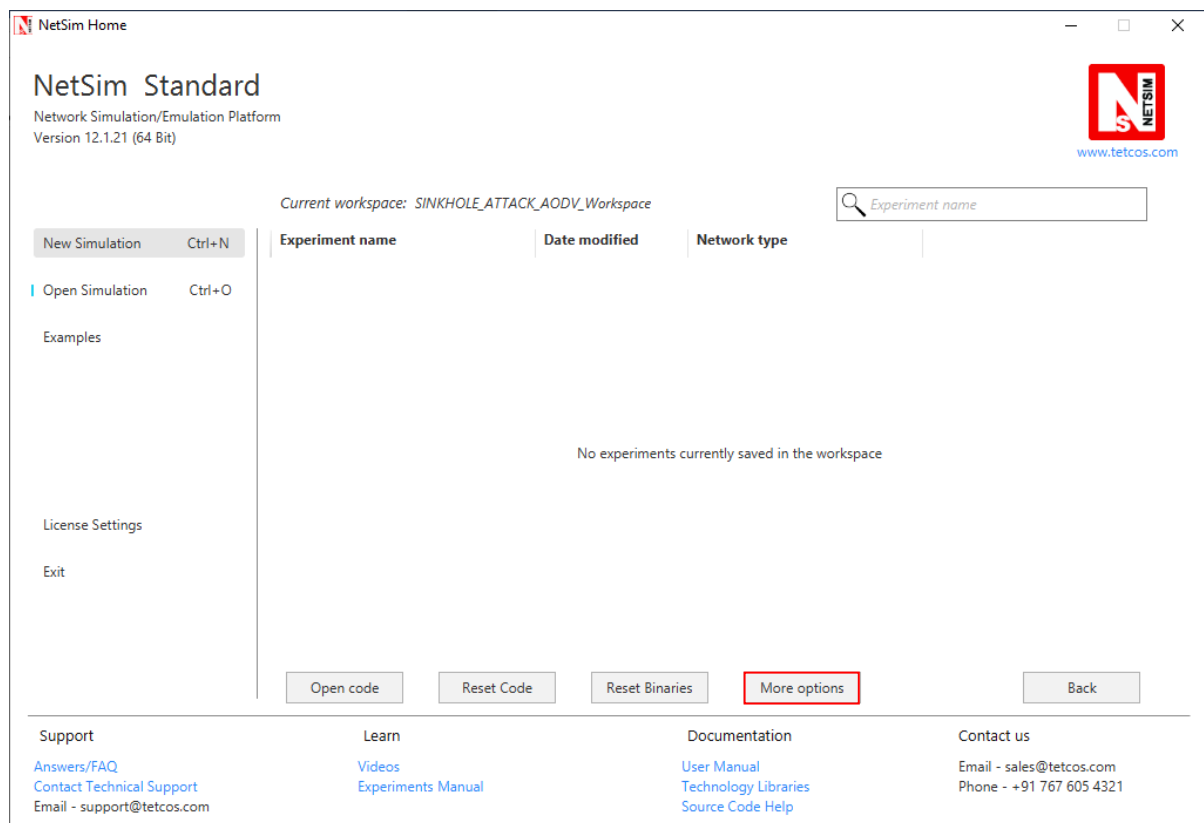 NetSim Home
NetSim Standard
Network Simulation/Emulation Platform
Version 12.1.21 (64 Bit)
N
S
NETSIM
www.tetcos.com
Current workspace: SINKHOLE_ATTACK_AODV_Workspace
Experiment name
New Simulation Ctrl+N
Experiment name Date modified Network type
Open Simulation Ctrl+O
Examples
No experiments currently saved in the workspace
License Settings
Exit
Open code Reset Code Reset Binaries More options Back
Support Learn Documentation Contact us
Answers/FAQ Videos User Manual Email - sales@tetcos.com
Contact Technical Support Experiments Manual Technology Libraries Phone - +91 767 605 4321
Email - support@tetcos.com Source Code Help